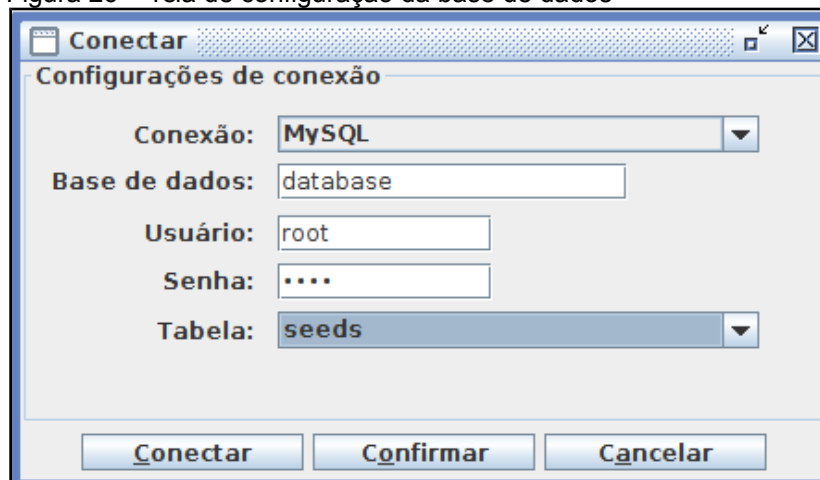 Figura 20 – Tela de configuração da base de dados
Conectar
Configurações de conexão
Conexão: MySQL
Base de dados: database
Usuário: root
Senha: ····
Tabela: seeds
Conectar Confirmar Cancelar